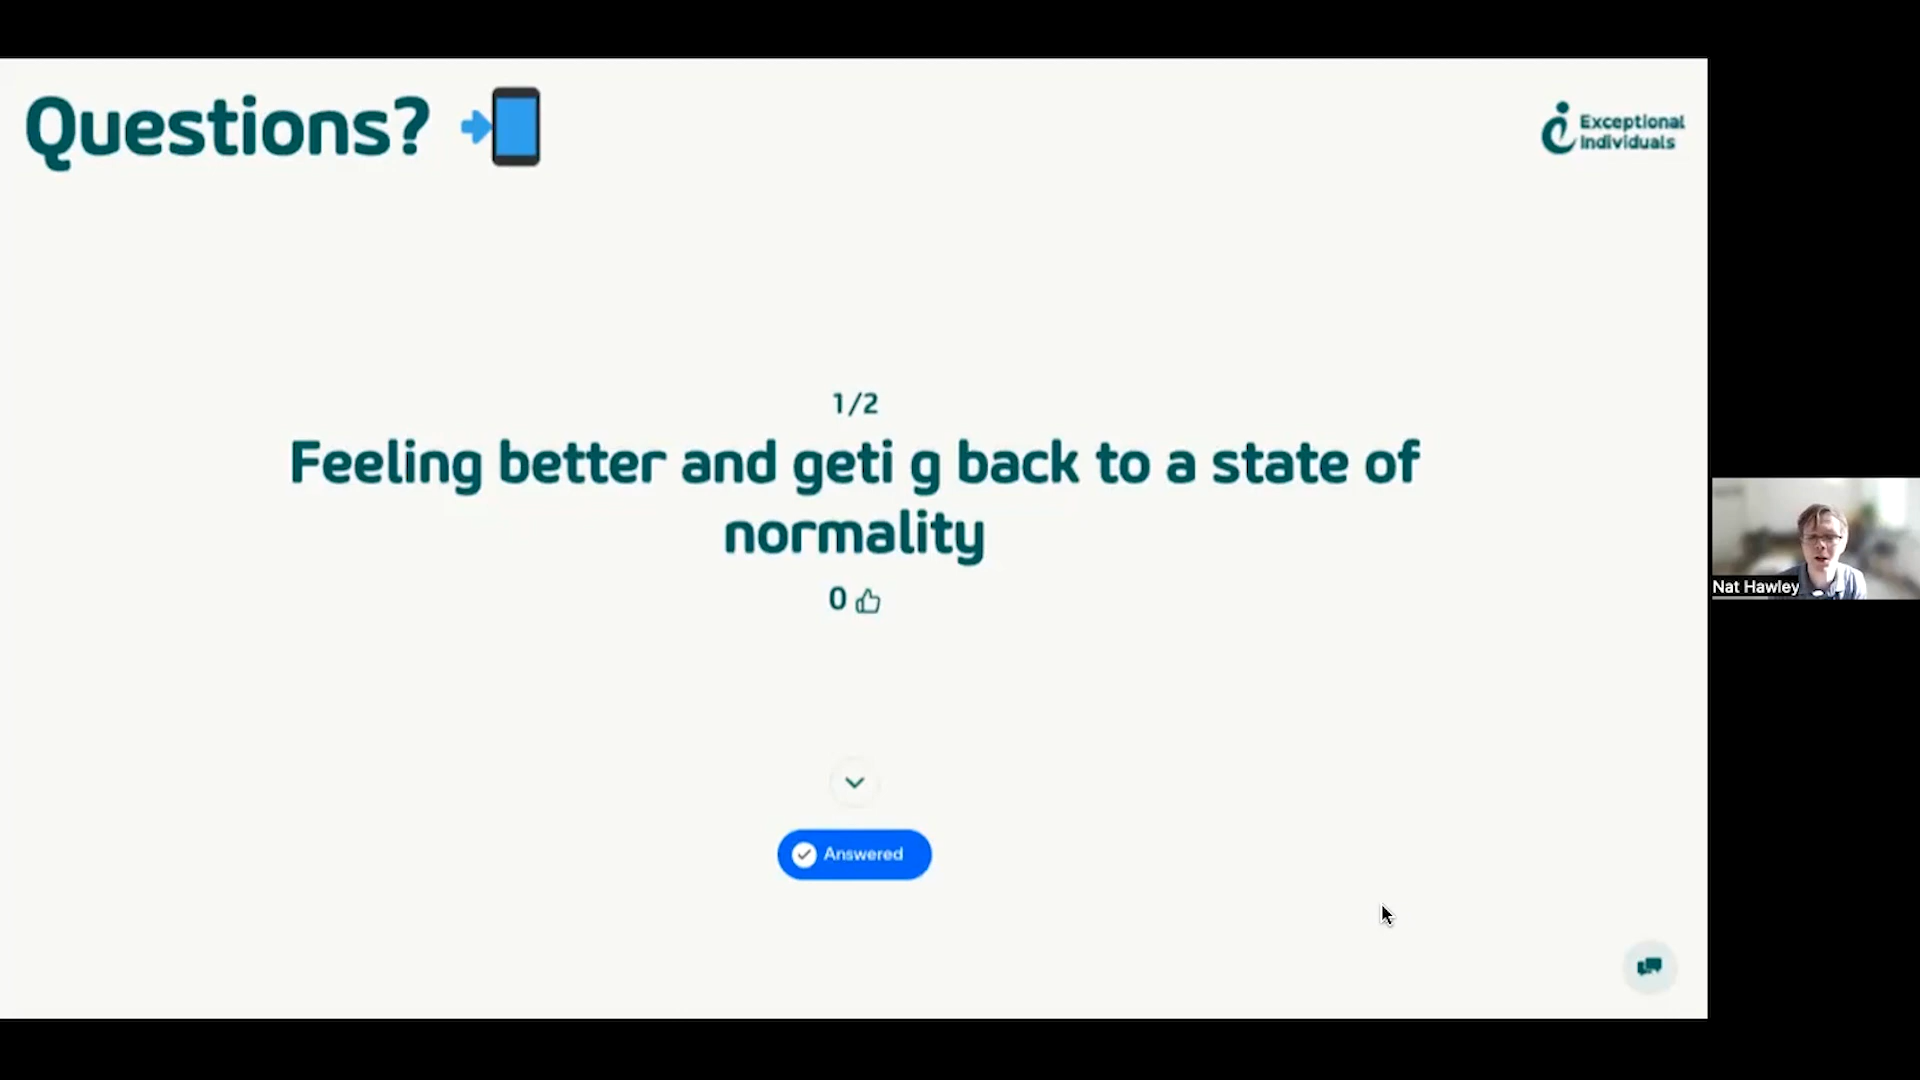 Questions?
Exceptional
Individuals
1/2
Feeling better and geti g back to a state of
normality
0
Answered
Nat Hawley